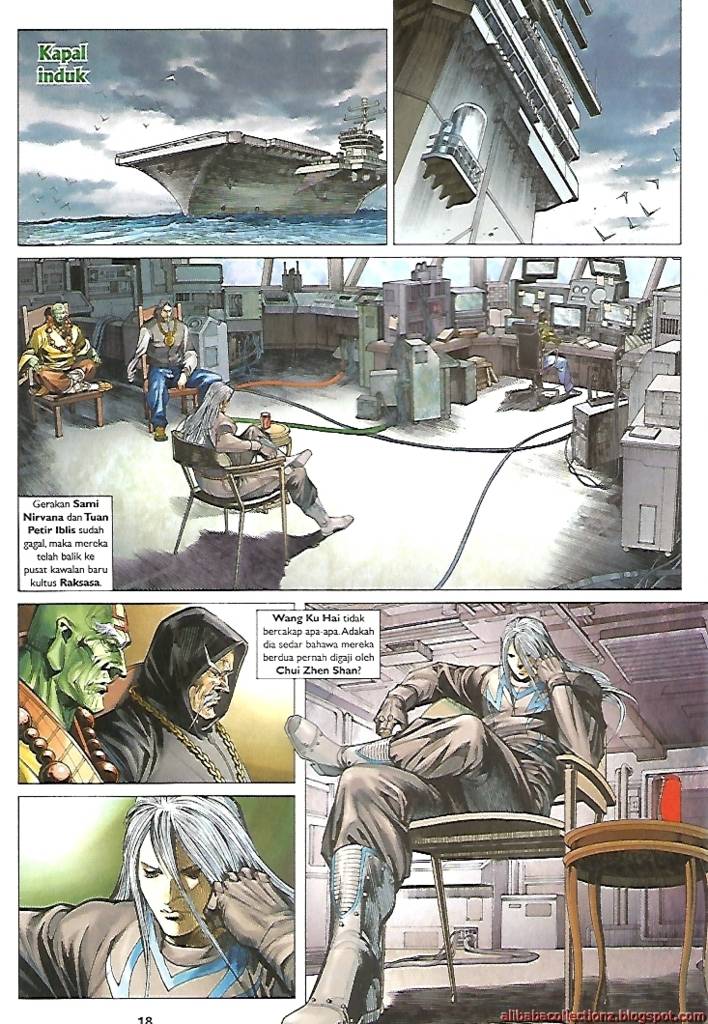 Kapal
induk
Gerakan Sami
Nirvana dan Tuan
Petir Iblis sudah
gagal, maka mereka
telah balik ke
pusat kawalan baru
kultus Raksasa.
Wang Ku Hai tidak
bercakap apa-apa. Adakah
dia sedar bahawa mereka
berdua pernah digaji oleh
Chui Zhen Shan?
18
alibabacollectionz.blogspot.com